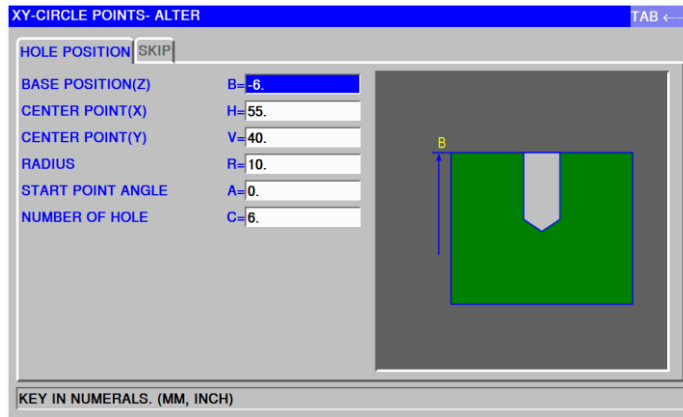 XY-CIRCLE POINTS- ALTER TAB ←
HOLE POSITION SKIP
BASE POSITION(Z) B= -6.
CENTER POINT(X) H= 55.
CENTER POINT(Y) V= 40.
RADIUS R= 10.
START POINT ANGLE A= 0.
NUMBER OF HOLE C= 6.
B
KEY IN NUMERALS. (MM, INCH)